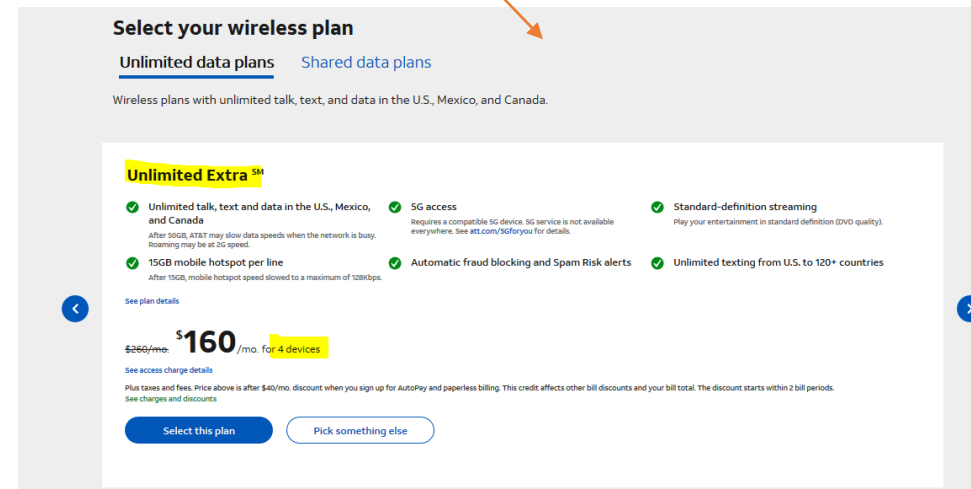 Select your wireless plan
Unlimited data plans Shared data plans
Wireless plans with unlimited talk, text, and data in the U.S., Mexico, and Canada.
Unlimited Extra ℠
Unlimited talk, text and data in the U.S., Mexico,
and Canada
After 50GB, AT&T may slow data speeds when the network is busy.
Roaming may be at 2G speed.
5G access
Requires a compatible 5G device. 5G service is not available
everywhere. See att.com/5Gforyou for details.
Standard-definition streaming
Play your entertainment in standard definition (DVD quality).
15GB mobile hotspot per line
After 15GB, mobile hotspot speed slowed to a maximum of 128Kbps.
Automatic fraud blocking and Spam Risk alerts
Unlimited texting from U.S. to 120+ countries
See plan details
$260/mo. $160/mo. for 4 devices
See access charge details
Plus taxes and fees. Price above is after $40/mo. discount when you sign up for AutoPay and paperless billing. This credit affects other bill discounts and your bill total. The discount starts within 2 bill periods.
See charges and discounts
Select this plan Pick something else